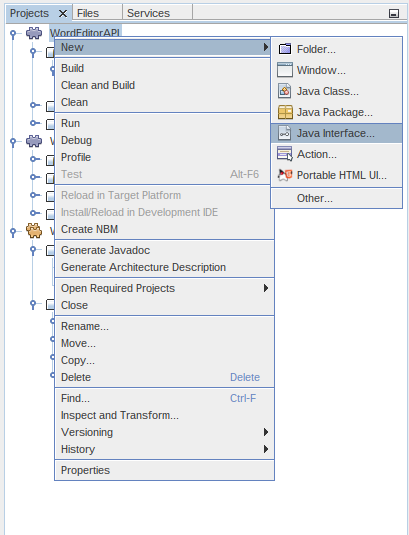 Projects Files Services
WordEditorAPI
New
Build
Clean and Build
Clean
Run
Debug
Profile
Test Alt-F6
Reload in Target Platform
Install/Reload in Development IDE
Create NBM
Generate Javadoc
Generate Architecture Description
Open Required Projects
Close
Rename...
Move...
Copy...
Delete Delete
Find... Ctrl-F
Inspect and Transform...
Versioning
History
Properties
Folder...
Window...
Java Class...
Java Package...
Java Interface...
Action...
Portable HTML UI...
Other...